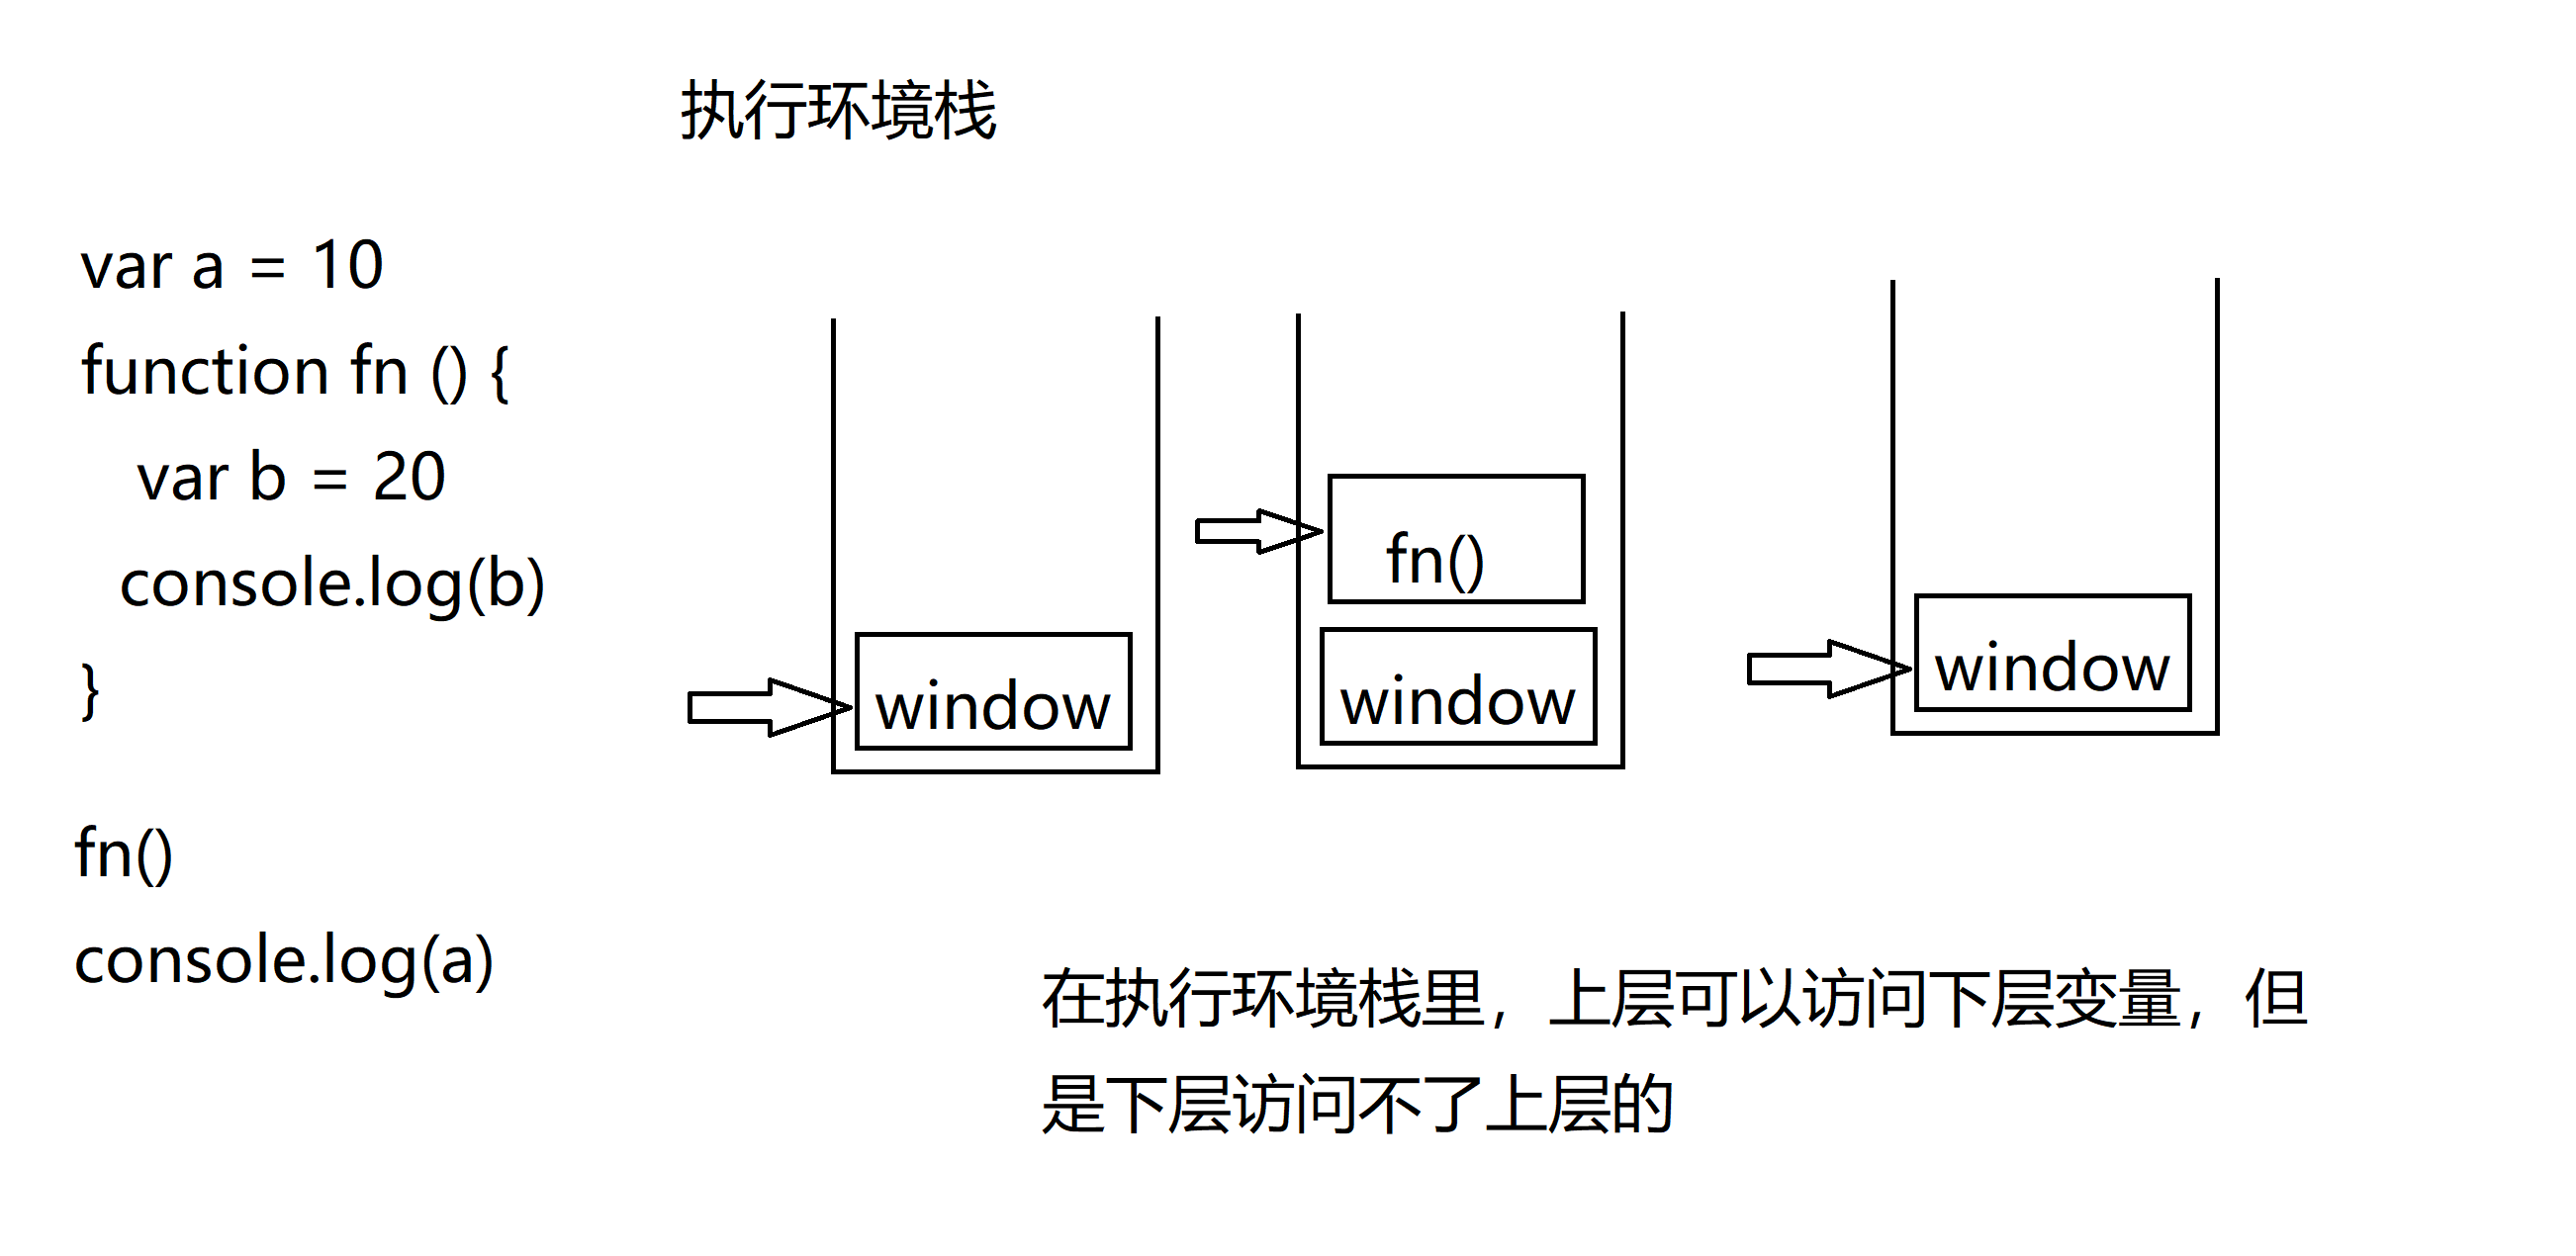 执行环境栈
var a = 10
function fn () {
var b = 20
console.log(b)
}
fn()
console.log(a)
window
fn()
window
window
在执行环境栈里，上层可以访问下层变量，但
是下层访问不了上层的